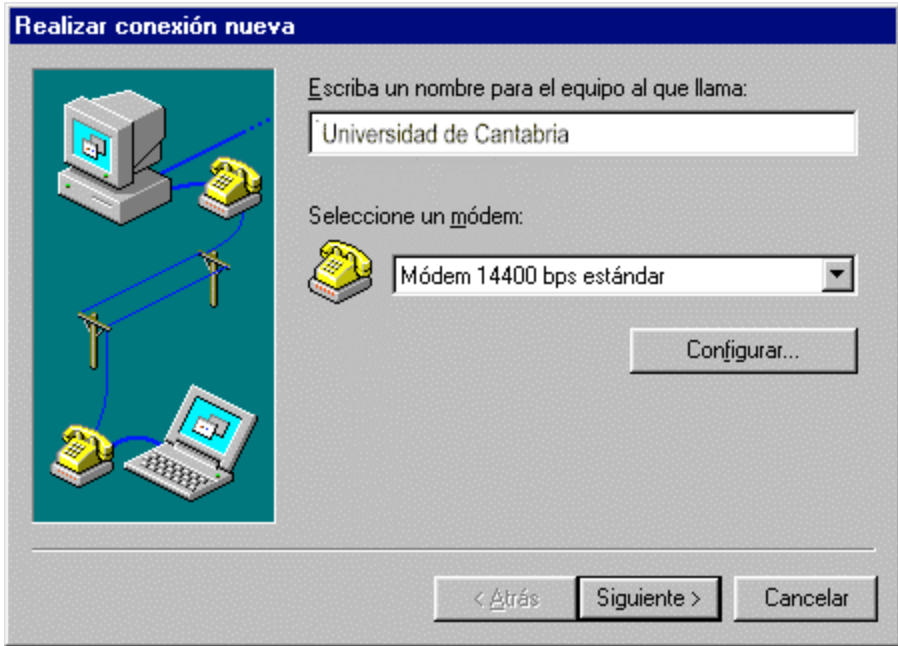 Realizar conexión nueva
Escriba un nombre para el equipo al que llama:
Universidad de Cantabria
Seleccione un módem:
Módem 14400 bps estándar
Configurar...
< Atrás Siguiente > Cancelar